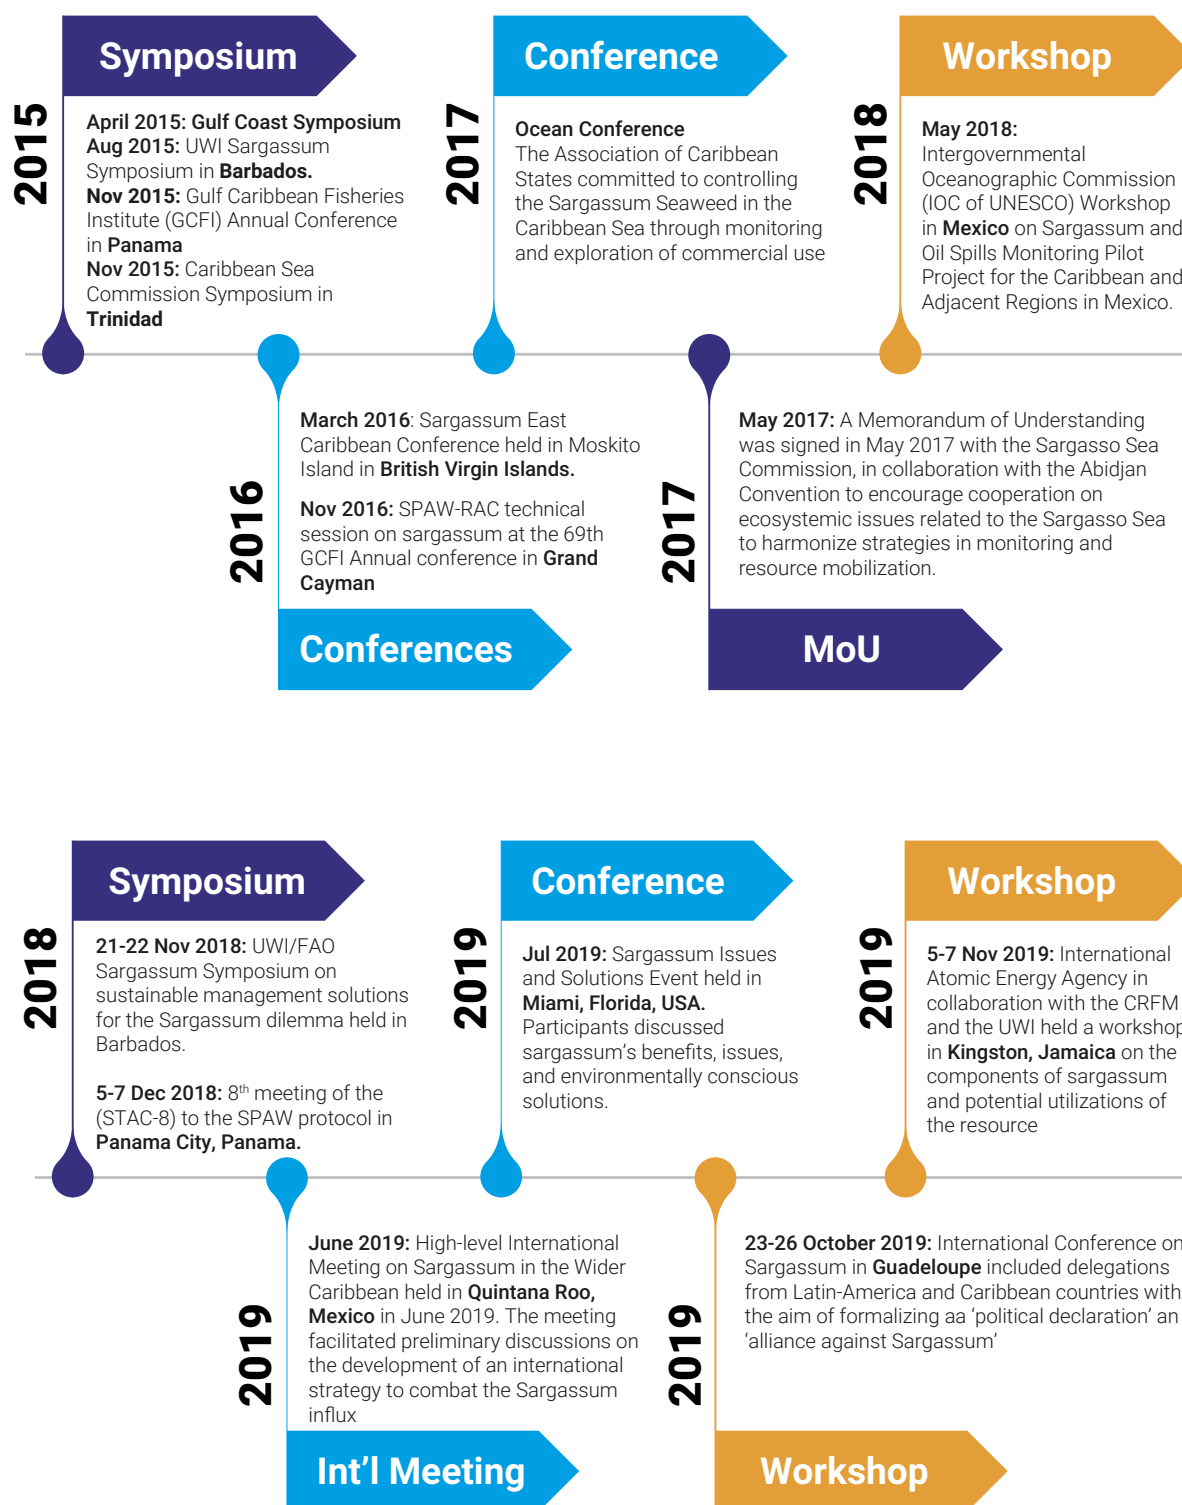 Symposium
2015
April 2015: Gulf Coast Symposium
Aug 2015: UWI Sargassum
Symposium in Barbados.
Nov 2015: Gulf Caribbean Fisheries
Institute (GCFI) Annual Conference
in Panama
Nov 2015: Caribbean Sea
Commission Symposium in
Trinidad
Conference
2017
Ocean Conference
The Association of Caribbean
States committed to controlling
the Sargassum Seaweed in the
Caribbean Sea through monitoring
and exploration of commercial use
Workshop
2018
May 2018:
Intergovernmental
Oceanographic Commission
(IOC of UNESCO) Workshop
in Mexico on Sargassum and
Oil Spills Monitoring Pilot
Project for the Caribbean and
Adjacent Regions in Mexico.
2016
March 2016: Sargassum East
Caribbean Conference held in Moskito
Island in British Virgin Islands.
Nov 2016: SPAW-RAC technical
session on sargassum at the 69th
GCFI Annual conference in Grand
Cayman
Conferences
2017
May 2017: A Memorandum of Understanding
was signed in May 2017 with the Sargasso Sea
Commission, in collaboration with the Abidjan
Convention to encourage cooperation on
ecosystemic issues related to the Sargasso Sea
to harmonize strategies in monitoring and
resource mobilization.
MoU
Symposium
2018
21-22 Nov 2018: UWI/FAO
Sargassum Symposium on
sustainable management solutions
for the Sargassum dilemma held in
Barbados.
5-7 Dec 2018: 8th meeting of the
(STAC-8) to the SPAW protocol in
Panama City, Panama.
Conference
2019
Jul 2019: Sargassum Issues
and Solutions Event held in
Miami, Florida, USA.
Participants discussed
sargassum's benefits, issues,
and environmentally conscious
solutions.
Workshop
2019
5-7 Nov 2019: International
Atomic Energy Agency in
collaboration with the CRFM
and the UWI held a workshop
in Kingston, Jamaica on the
components of sargassum
and potential utilizations of
the resource
2019
June 2019: High-level International
Meeting on Sargassum in the Wider
Caribbean held in Quintana Roo,
Mexico in June 2019. The meeting
facilitated preliminary discussions on
the development of an international
strategy to combat the Sargassum
influx
Int'l Meeting
2019
23-26 October 2019: International Conference on
Sargassum in Guadeloupe included delegations
from Latin-America and Caribbean countries with
the aim of formalizing aa 'political declaration' an
'alliance against Sargassum'
Workshop